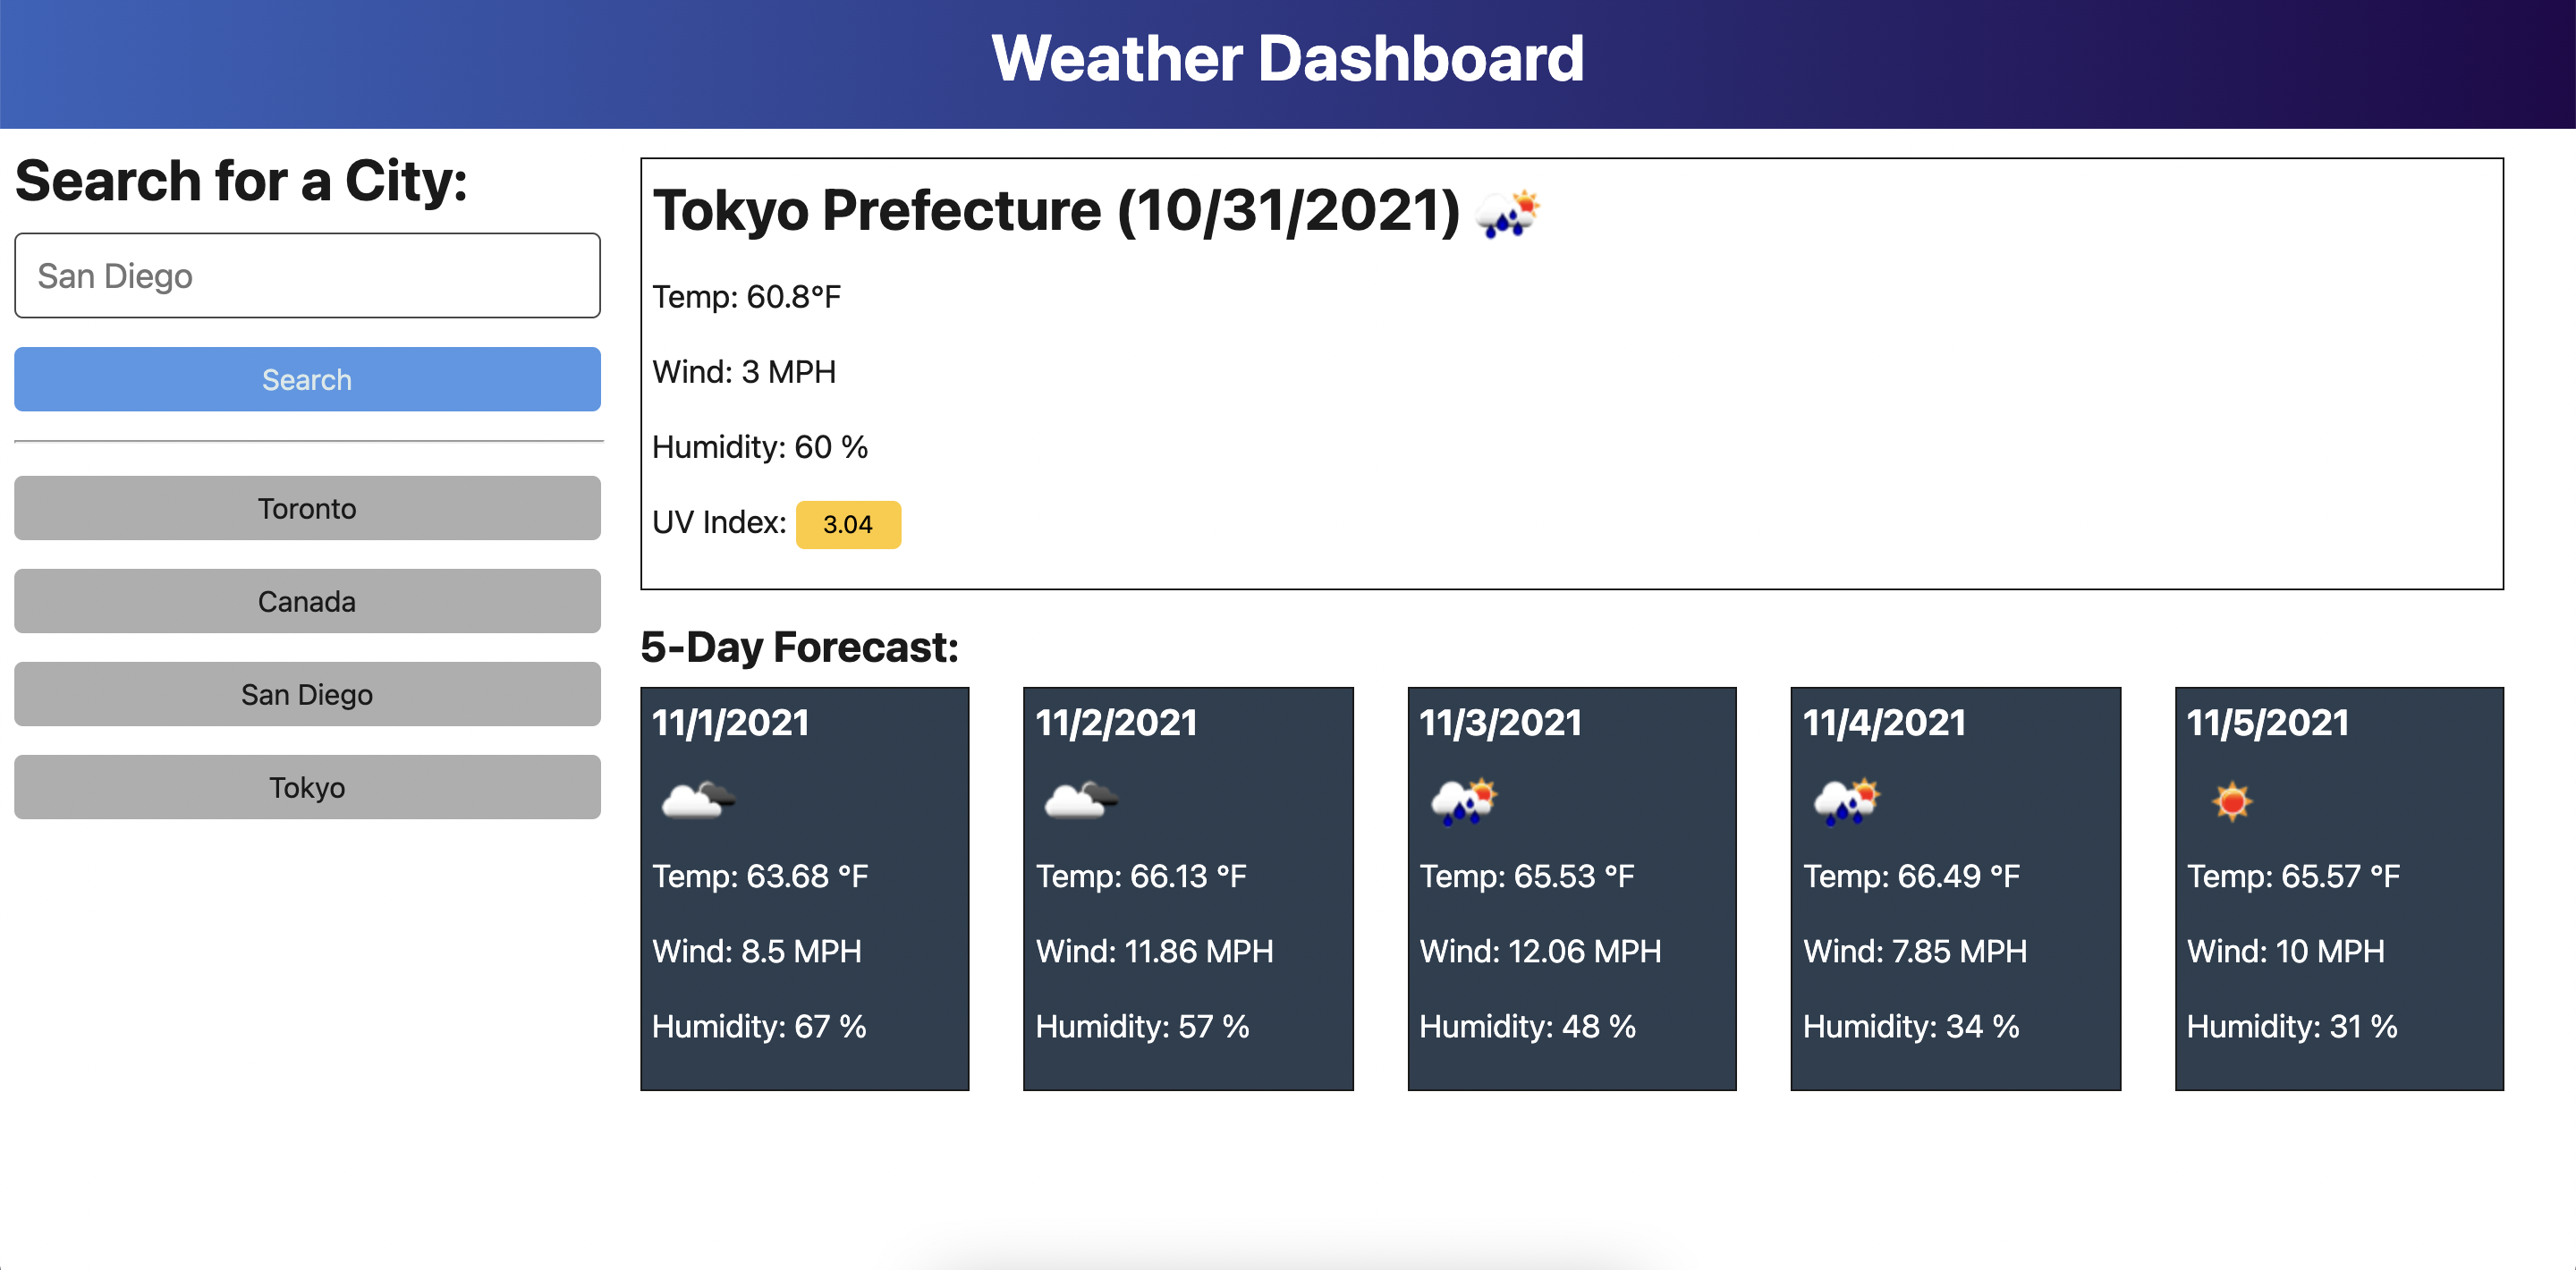 Weather Dashboard
Search for a City:
San Diego
Search
Toronto
Canada
San Diego
Tokyo
Tokyo Prefecture (10/31/2021)
Temp: 60.8°F
Wind: 3 MPH
Humidity: 60 %
UV Index: 3.04
5-Day Forecast:
11/1/2021
Temp: 63.68 °F
Wind: 8.5 MPH
Humidity: 67 %
11/2/2021
Temp: 66.13 °F
Wind: 11.86 MPH
Humidity: 57 %
11/3/2021
Temp: 65.53 °F
Wind: 12.06 MPH
Humidity: 48 %
11/4/2021
Temp: 66.49 °F
Wind: 7.85 MPH
Humidity: 34 %
11/5/2021
Temp: 65.57 °F
Wind: 10 MPH
Humidity: 31 %